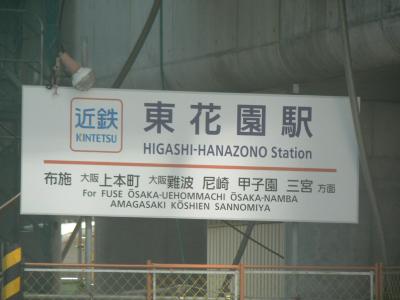 近鉄
KINTETSU
東花園駅
HIGASHI-HANAZONO Station
布施 大阪上本町 大阪難波 尼崎 甲子園 三宮 方面
For FUSE ŌSAKA-UEHOMMACHI ŌSAKA-NAMBA
AMAGASAKI KŌSHIEN SANNOMIYA